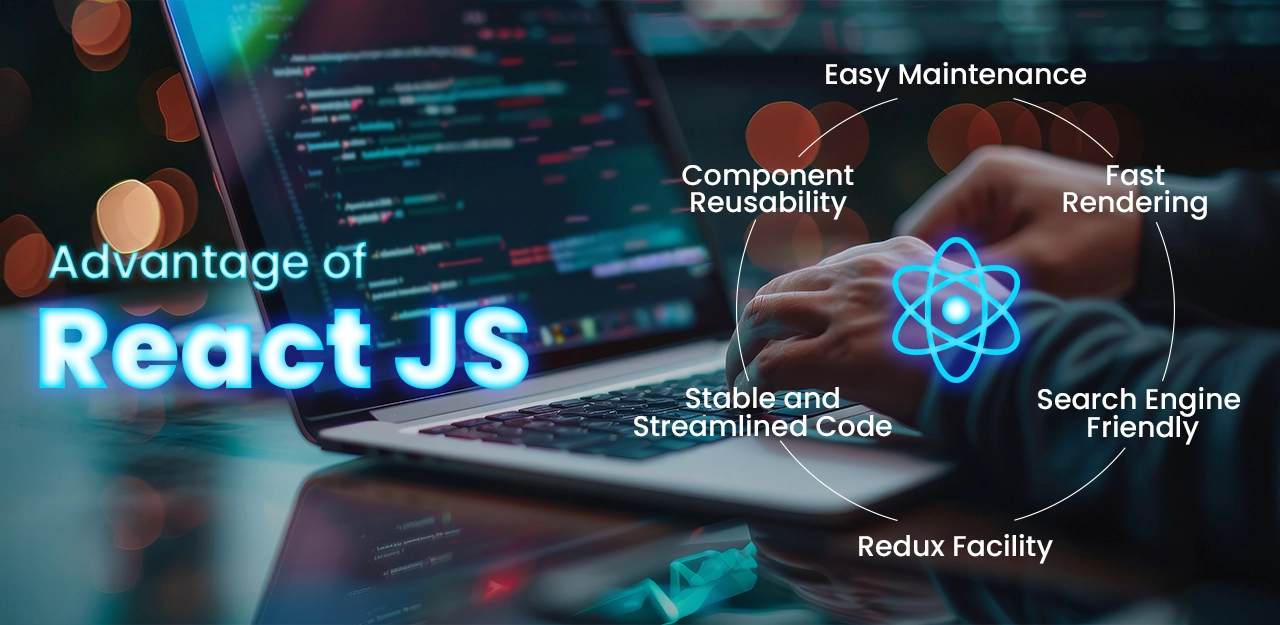 Advantage of
React JS
Easy Maintenance
Fast
Rendering
Search Engine
Friendly
Redux Facility
Stable and
Streamlined Code
Component
Reusability